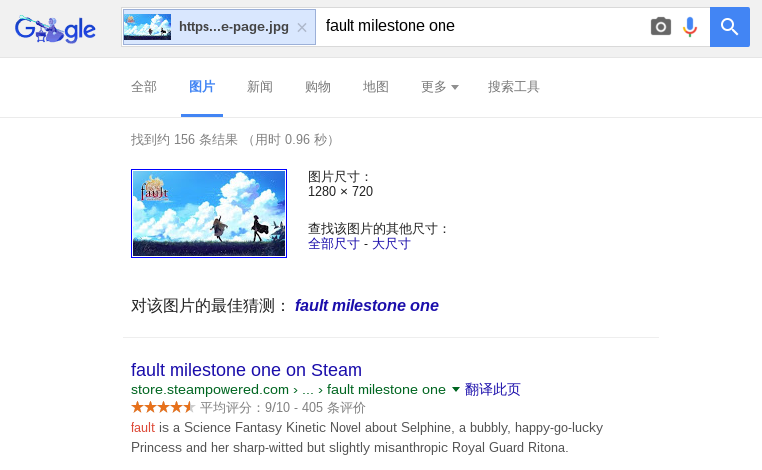 Google
https...e-page.jpg × fault milestone one
全部 图片 新闻 购物 地图 更多 搜索工具
找到约 156 条结果 （用时 0.96 秒）
fault
图片尺寸：
1280 × 720
查找该图片的其他尺寸：
全部尺寸 - 大尺寸
对该图片的最佳猜测： fault milestone one
fault milestone one on Steam
store.steampowered.com › ... › fault milestone one 翻译此页
平均评分：9/10 - 405 条评价
fault is a Science Fantasy Kinetic Novel about Selphine, a bubbly, happy-go-lucky
Princess and her sharp-witted but slightly misanthropic Royal Guard Ritona.